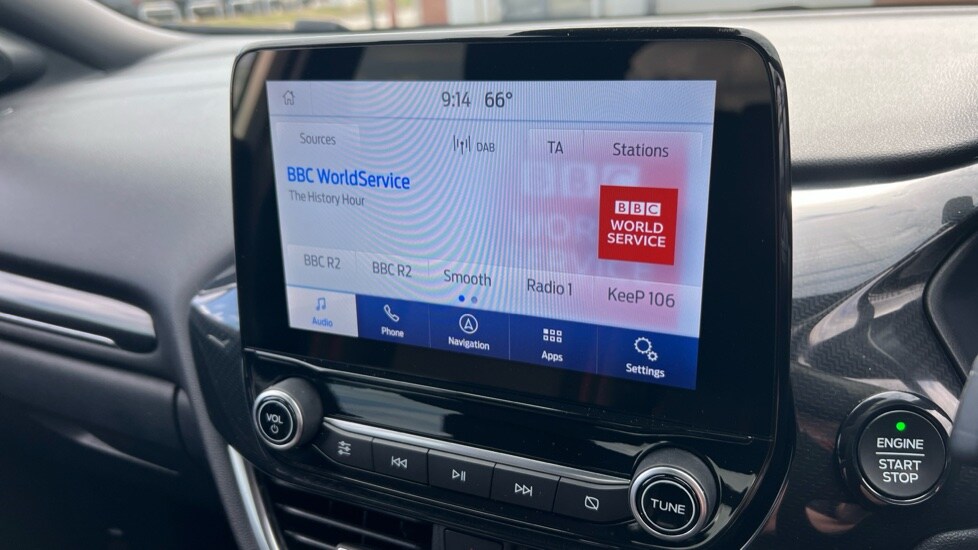 9:14 66°
Sources
DAB
TA
Stations
BBC WorldService
The History Hour
BBC
WORLD
SERVICE
BBC R2
BBC R2
Smooth
Radio 1
KeeP 106
Audio
Phone
Navigation
Apps
Settings
VOL
TUNE
ENGINE
START
STOP